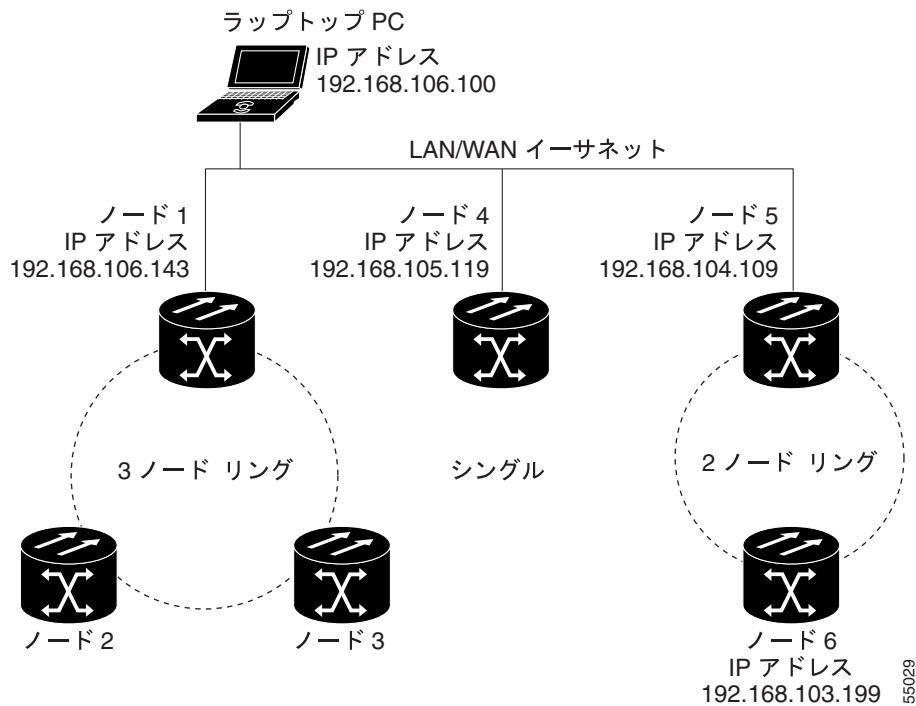 ラップトップ PC
IP アドレス
192.168.106.100
LAN/WAN イーサネット
ノード 1
IP アドレス
192.168.106.143
ノード 4
IP アドレス
192.168.105.119
ノード 5
IP アドレス
192.168.104.109
3 ノード リング
シングル
2 ノード リング
ノード 2
ノード 3
ノード 6
IP アドレス
192.168.103.199
55029